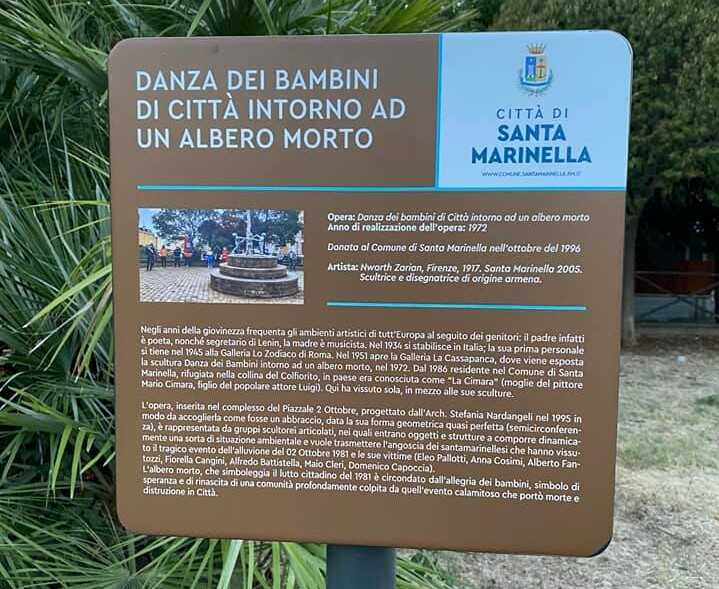 DANZA DEI BAMBINI
DI CITTÀ INTORNO AD
UN ALBERO MORTO
CITTÀ DI
SANTA
MARINELLA
WWW.COMUNE.SANTAMARINELLA.RM.IT
Opera: Danza dei bambini di Città intorno ad un albero morto
Anno di realizzazione dell'opera: 1972
Donata al Comune di Santa Marinella nell'ottobre del 1996
Artista: Nwarth Zarian, Firenze, 1917. Santa Marinella 2005.
Scultrice e disegnatrice di origine armena.
Negli anni della giovinezza frequenta gli ambienti artistici di tutt'Europa al seguito dei genitori: il padre infatti
è poeta, nonché segretario di Lenin, la madre è musicista. Nel 1934 si stabilisce in Italia; la sua prima personale
si tiene nel 1945 alla Galleria Lo Zodiaco di Roma. Nel 1951 apre la Galleria La Cassapanca, dove viene esposta
la scultura Danza dei Bambini intorno ad un albero morto, nel 1972. Dal 1986 residente nel Comune di Santa
Marinella, rifugiata nella collina del Colfiorito, in paese era conosciuta come “La Cimara” (moglie del pittore
Mario Cimara, figlio del popolare attore Luigi). Qui ha vissuto sola, in mezzo alle sue sculture.
L'opera, inserita nel complesso del Piazzale 2 Ottobre, progettato dall'Arch. Stefania Nardangeli nel 1995 in
modo da accoglierla come fosse un abbraccio, data la sua forma geometrica quasi perfetta (semicirconferen-
za), è rappresentata da gruppi scultorei articolati, nei quali entrano oggetti e strutture a comporre dinamica-
mente una sorta di situazione ambientale e vuole trasmettere l'angoscia dei santamarinellesi che hanno vissu-
to il tragico evento dell'alluvione del 02 Ottobre 1981 e le sue vittime (Eleo Pallotti, Anna Cosimi, Alberto Fan-
tozzi, Fiorella Cangini, Alfredo Battistella, Maio Cleri, Domenico Capoccia).
L'albero morto, che simboleggia il lutto cittadino del 1981 è circondato dall'allegria dei bambini, simbolo di
speranza e di rinascita di una comunità profondamente colpita da quell'evento calamitoso che portò morte e
distruzione in Città.